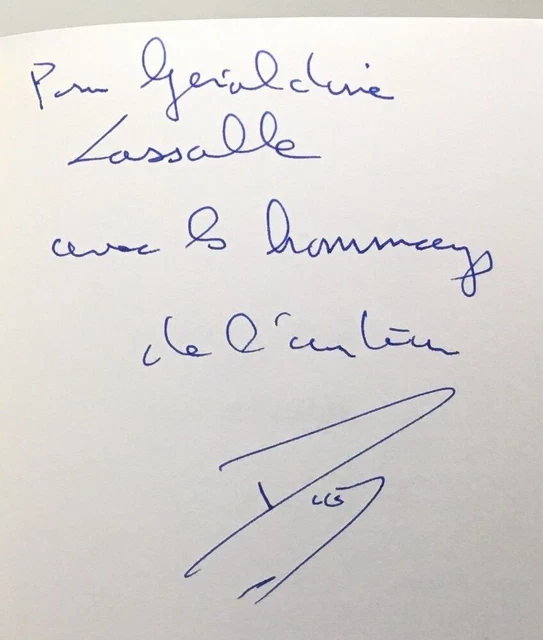 Pour Géraldine
Lassalle
avec les hommages
de l'auteur